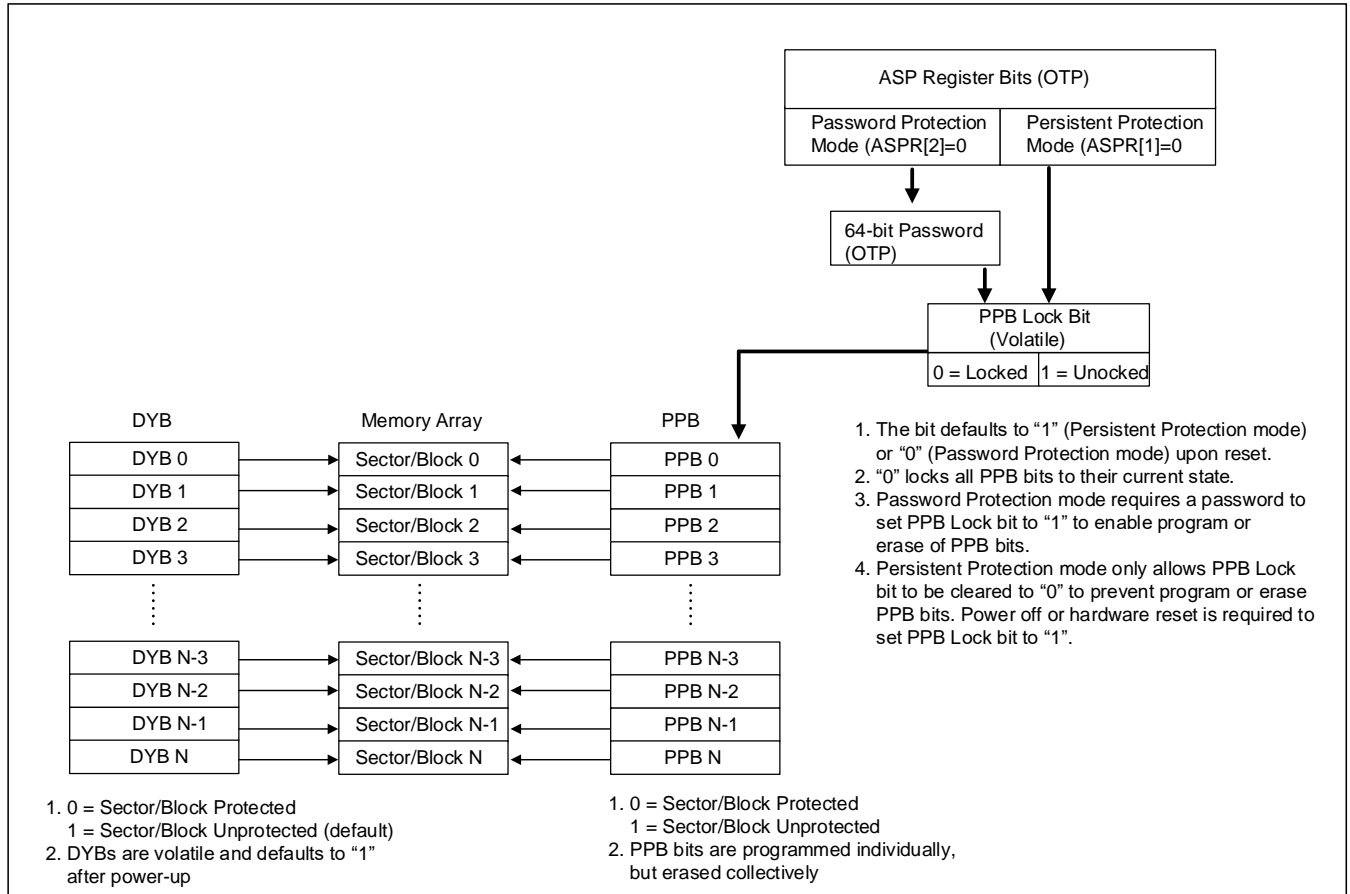 ASP Register Bits (OTP)
Password Protection
Mode (ASPR[2]=0
Persistent Protection
Mode (ASPR[1]=0
64-bit Password
(OTP)
PPB Lock Bit
(Volatile)
0 = Locked
1 = Unocked
1. The bit defaults to “1” (Persistent Protection mode)
or “0” (Password Protection mode) upon reset.
2. “0” locks all PPB bits to their current state.
3. Password Protection mode requires a password to
set PPB Lock bit to “1” to enable program or
erase of PPB bits.
4. Persistent Protection mode only allows PPB Lock
bit to be cleared to “0” to prevent program or erase
PPB bits. Power off or hardware reset is required to
set PPB Lock bit to “1”.
DYB
Memory Array
PPB
DYB 0
Sector/Block 0
PPB 0
DYB 1
Sector/Block 1
PPB 1
DYB 2
Sector/Block 2
PPB 2
DYB 3
Sector/Block 3
PPB 3
DYB N-3
Sector/Block N-3
PPB N-3
DYB N-2
Sector/Block N-2
PPB N-2
DYB N-1
Sector/Block N-1
PPB N-1
DYB N
Sector/Block N
PPB N
1. 0 = Sector/Block Protected
1 = Sector/Block Unprotected (default)
2. DYBs are volatile and defaults to “1”
after power-up
1. 0 = Sector/Block Protected
1 = Sector/Block Unprotected
2. PPB bits are programmed individually,
but erased collectively